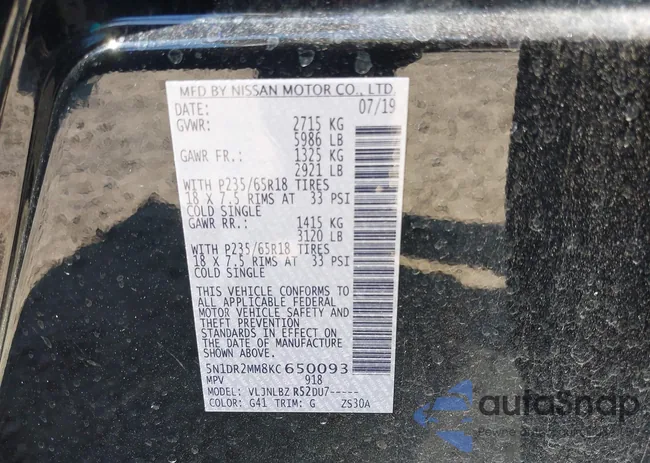 MFD BY NISSAN MOTOR CO., LTD
DATE: 07/19
GVWR: 2715 KG
5986 LB
GAWR FR.: 1325 KG
2921 LB
WITH P235/65R18 TIRES
18 X 7.5 RIMS AT 33 PSI
COLD SINGLE
GAWR RR.: 1415 KG
3120 LB
WITH P235/65R18 TIRES
18 X 7.5 RIMS AT 33 PSI
COLD SINGLE
THIS VEHICLE CONFORMS TO
ALL APPLICABLE FEDERAL
MOTOR VEHICLE SAFETY AND
THEFT PREVENTION
STANDARDS IN EFFECT ON
THE DATE OF MANUFACTURE
SHOWN ABOVE.
5N1DR2MM8KC650093
MPV 918
MODEL: VLJNLBZ R52DU7-----
COLOR: G41 TRIM: G ZS30A
autoSnap